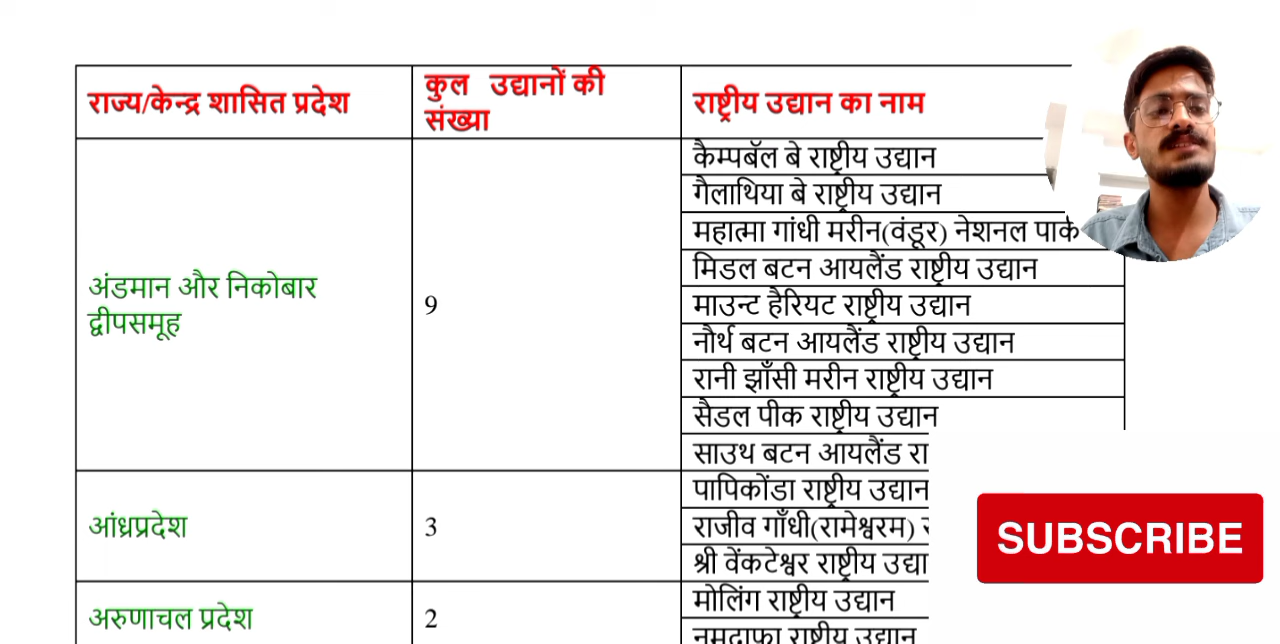 राज्य/केन्द्र शासित प्रदेश
कुल उद्यानों की
संख्या
राष्ट्रीय उद्यान का नाम
अंडमान और निकोबार
द्वीपसमूह
9
कैम्पबॅल बे राष्ट्रीय उद्यान
गैलाथिया बे राष्ट्रीय उद्यान
महात्मा गांधी मरीन(वंडूर) नेशनल पार्क
मिडल बटन आयलैंड राष्ट्रीय उद्यान
माउन्ट हैरियट राष्ट्रीय उद्यान
नौर्थ बटन आयलैंड राष्ट्रीय उद्यान
रानी झाँसी मरीन राष्ट्रीय उद्यान
सैडल पीक राष्ट्रीय उद्यान
साउथ बटन आयलैंड
आंध्रप्रदेश
3
पापिकोंडा राष्ट्रीय उद्यान
राजीव गाँधी(रामेश्वरम)
श्री वेंकटेश्वर राष्ट्रीय
अरुणाचल प्रदेश
2
मोलिंग राष्ट्रीय उद्यान
नमदाफा राष्ट्रीय उद्यान
SUBSCRIBE